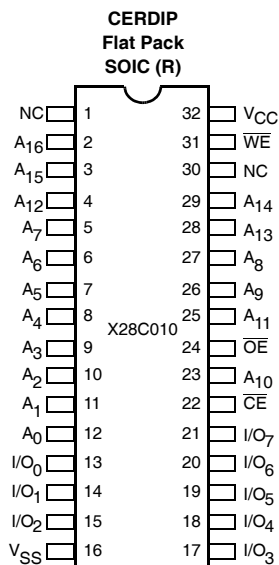 CERDIP
Flat Pack
SOIC (R)
NC 1 32 VCC
A16 2 31 W̅E̅
A15 3 30 NC
A12 4 29 A14
A7 5 28 A13
A6 6 27 A8
A5 7 26 A9
A4 8 25 A11
X28C010
A3 9 24 O̅E̅
A2 10 23 A10
A1 11 22 C̅E̅
A0 12 21 I/O7
I/O0 13 20 I/O6
I/O1 14 19 I/O5
I/O2 15 18 I/O4
VSS 16 17 I/O3